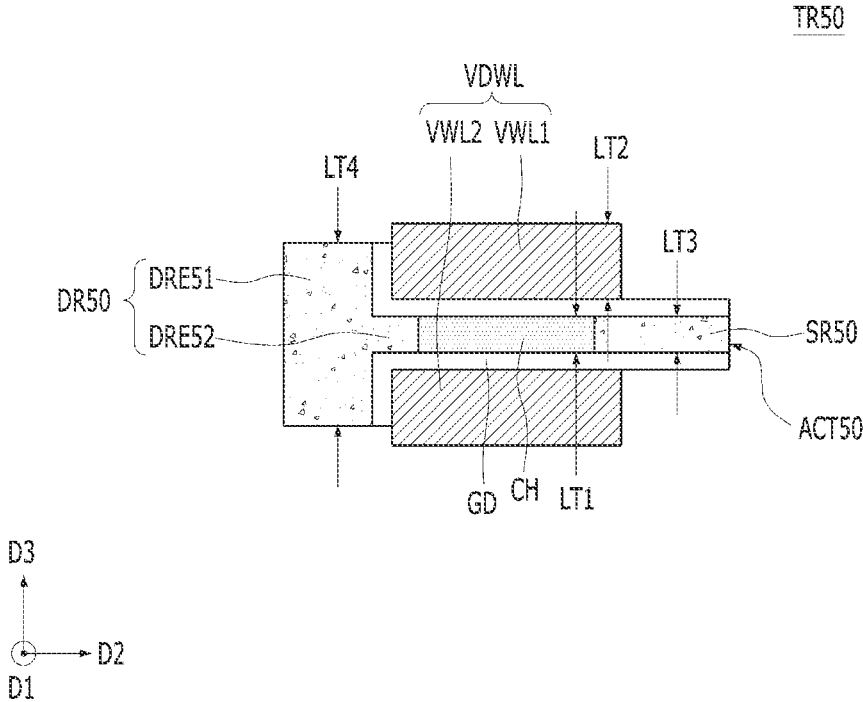 TR50
VDWL
VWL2 VWL1
LT2
LT4
LT3
DRE51
DR50
DRE52
SR50
ACT50
GD
CH
LT1
D3
D2
D1